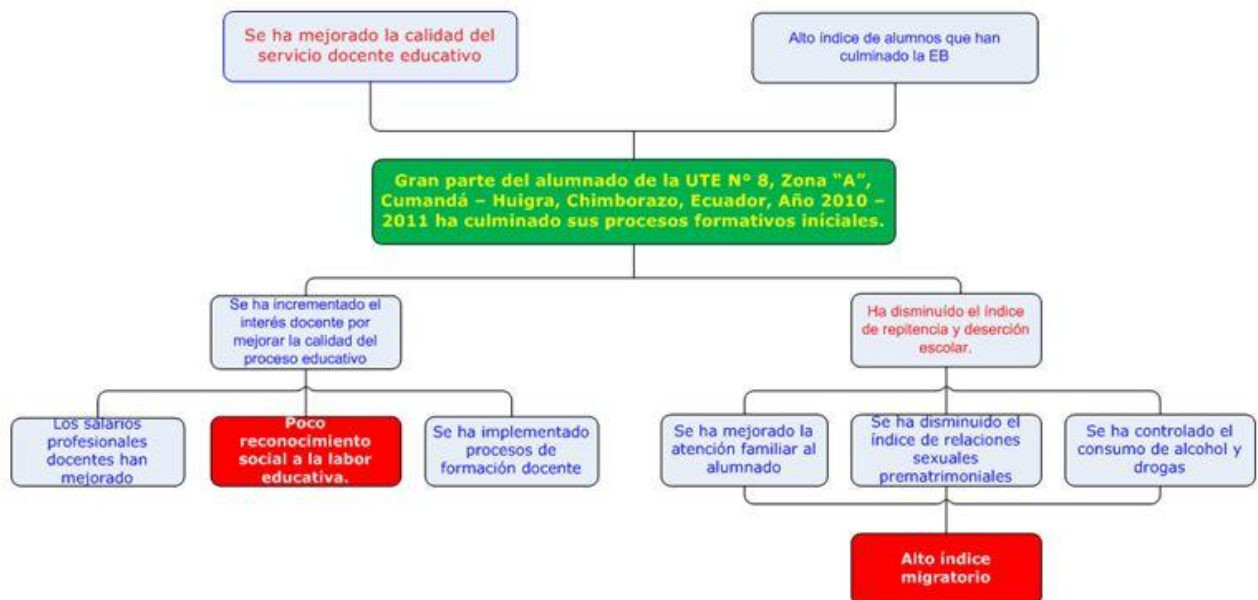 Se ha mejorado la calidad del
servicio docente educativo
Alto índice de alumnos que han
culminado la EB
Gran parte del alumnado de la UTE Nº 8, Zona “A”,
Cumandá – Huigra, Chimborazo, Ecuador, Año 2010 –
2011 ha culminado sus procesos formativos iniciales.
Se ha incrementado el
interés docente por
mejorar la calidad del
proceso educativo
Ha disminuído el índice
de repitencia y deserción
escolar.
Los salarios
profesionales
docentes han
mejorado
Poco
reconocimiento
social a la labor
educativa.
Se ha implementado
procesos de
formación docente
Se ha mejorado la
atención familiar al
alumnado
Se ha disminuido el
índice de relaciones
sexuales
prematrimoniales
Se ha controlado el
consumo de alcohol y
drogas
Alto índice
migratorio